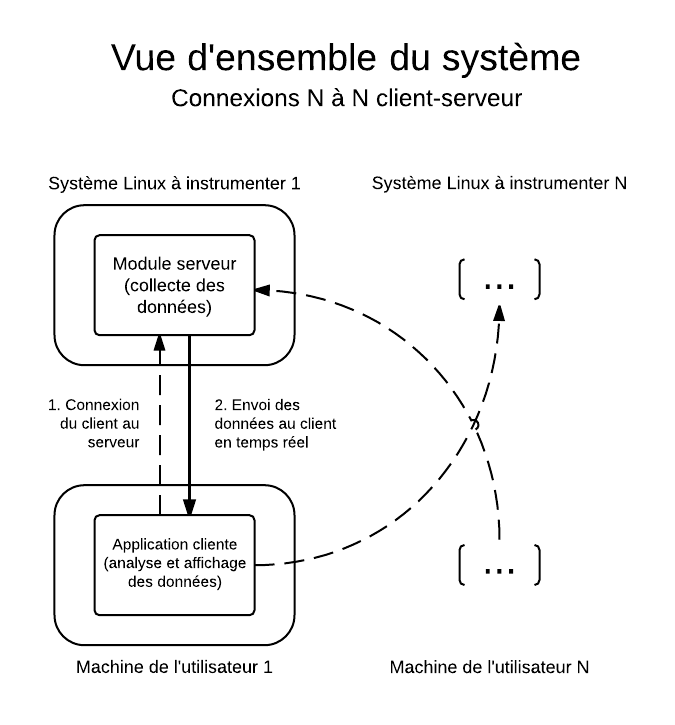 Vue d'ensemble du système
Connexions N à N client-serveur
Système Linux à instrumenter 1
Système Linux à instrumenter N
Module serveur
(collecte des
données)
...
1. Connexion
du client au
serveur
2. Envoi des
données au client
en temps réel
Application cliente
(analyse et affichage
des données)
...
Machine de l'utilisateur 1
Machine de l'utilisateur N